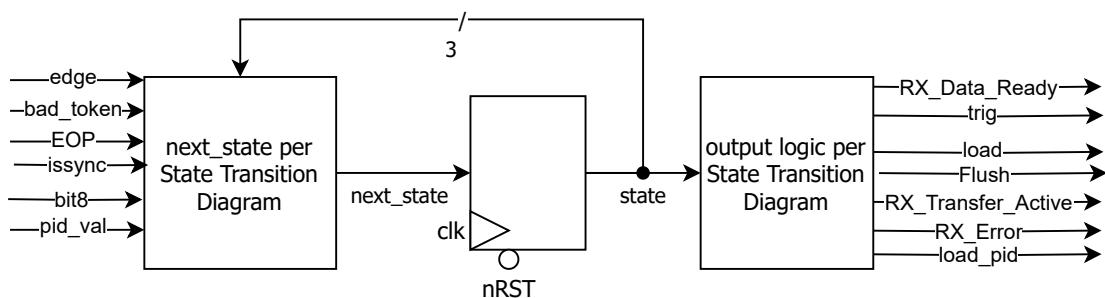 3
edge
bad_token
EOP
issync
bit8
pid_val
next_state per
State Transition
Diagram
next_state
clk
nRST
state
output logic per
State Transition
Diagram
RX_Data_Ready
trig
load
Flush
RX_Transfer_Active
RX_Error
load_pid